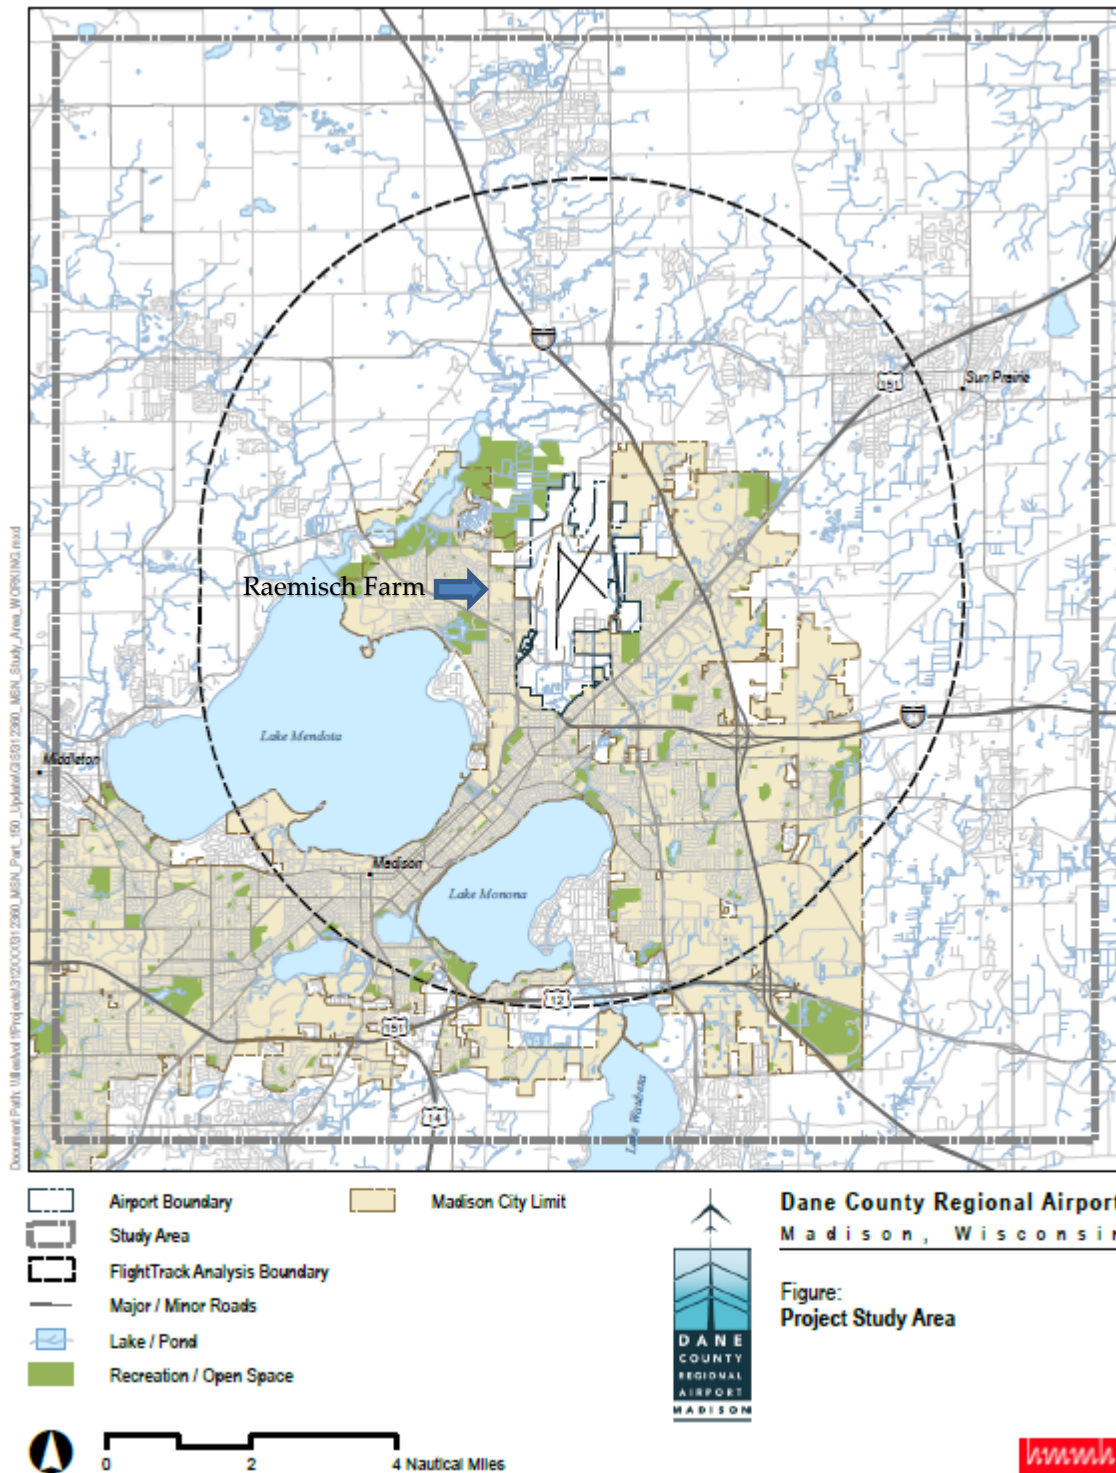 151
Sun Prairie
Raemisch Farm
Lake Mendota
Middleton
Madison
Lake Monona
12
151
14
Lake Waubesa
Airport Boundary
Madison City Limit
Study Area
FlightTrack Analysis Boundary
Major / Minor Roads
Lake / Pond
Recreation / Open Space
0 2 4 Nautical Miles
DANE
COUNTY
REGIONAL
AIRPORT
MADISON
Dane County Regional Airport
Madison, Wisconsin
Figure:
Project Study Area
hmmh